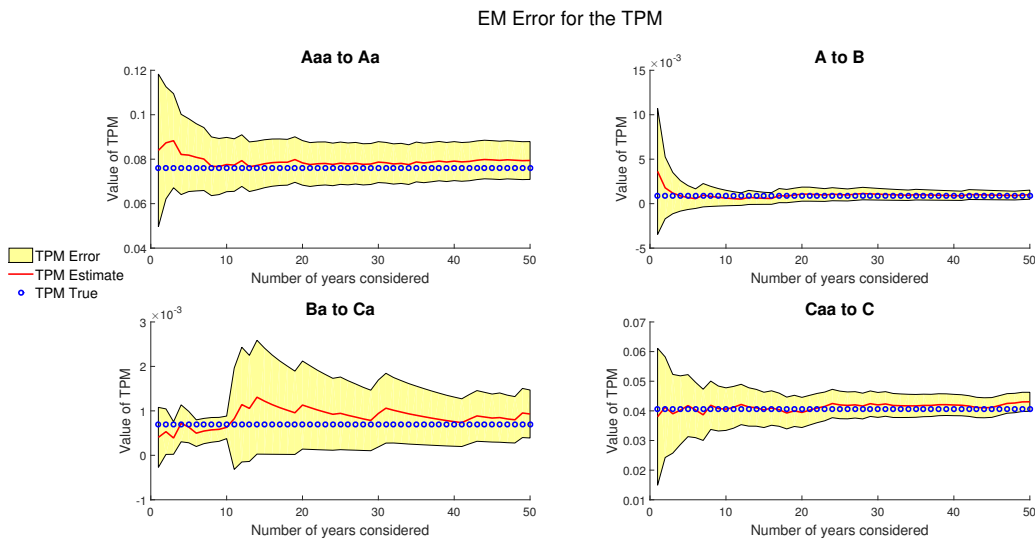 EM Error for the TPM
Aaa to Aa
Value of TPM
0.12
0.1
0.08
0.06
0.04
0 10 20 30 40 50
Number of years considered
A to B
×10⁻³
Value of TPM
15
10
5
0
-5
0 10 20 30 40 50
Number of years considered
TPM Error
TPM Estimate
TPM True
Ba to Ca
×10⁻³
Value of TPM
3
2
1
0
-1
0 10 20 30 40 50
Number of years considered
Caa to C
Value of TPM
0.07
0.06
0.05
0.04
0.03
0.02
0.01
0 10 20 30 40 50
Number of years considered